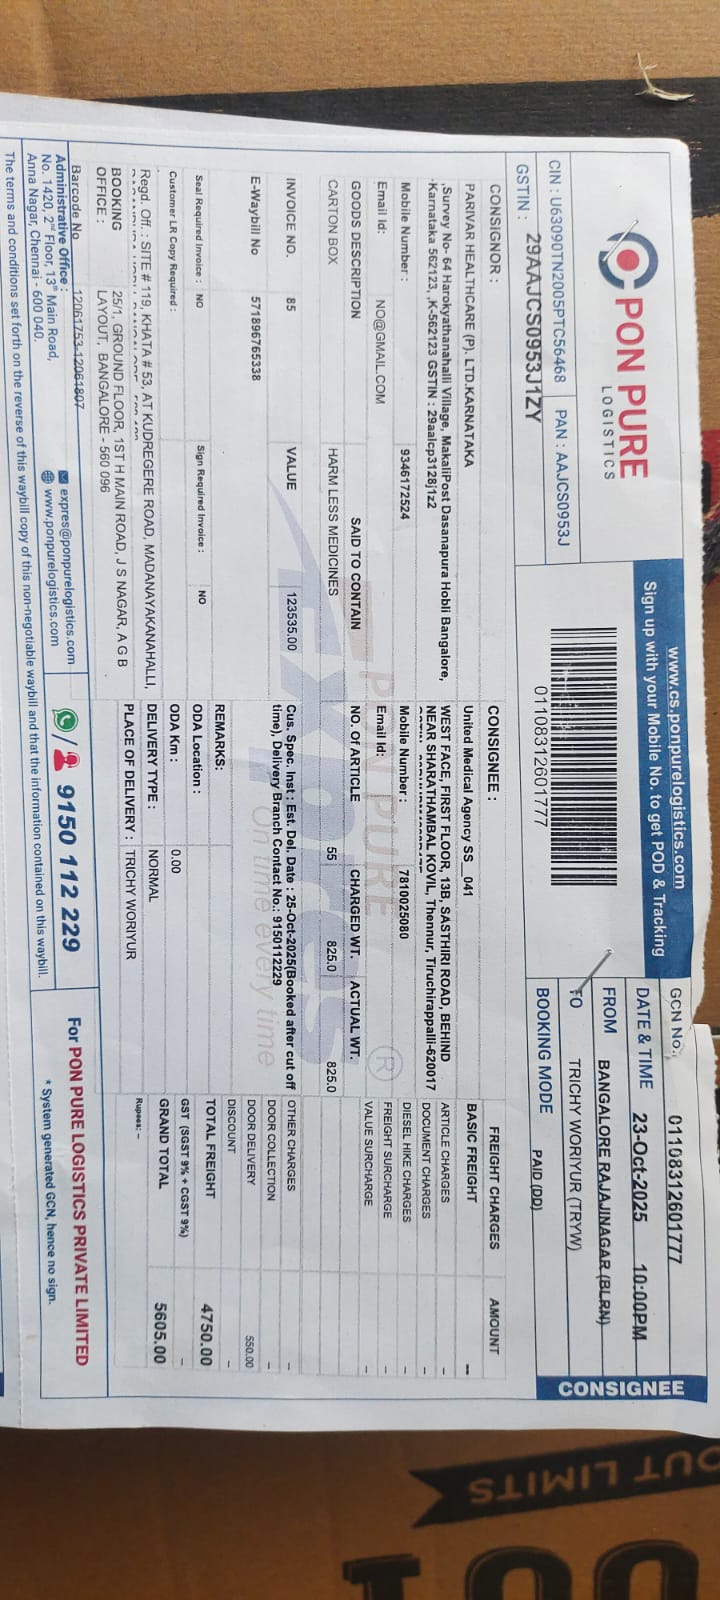 PON PURE
LOGISTICS
www.cs.ponpurelogistics.com
Sign up with your Mobile No. to get POD & Tracking
01108312601777
GCN No.: 01108312601777
DATE & TIME 23-Oct-2025 10:00PM
FROM BANGALORE RAJAJINAGAR (BLRN)
TO TRICHY WORIYUR (TRYW)
BOOKING MODE PAID (DD)
CONSIGNEE
CIN : U63090TN2005PTC56468 PAN : AAJCS0953J
GSTIN : 29AAJCS0953J1ZY
CONSIGNOR :
PARIVAR HEALTHCARE (P). LTD.KARNATAKA
,Survey No- 64 Harokyathanahalli Village, MakaliPost Dasanapura Hobli Bangalore,
Karnataka 562123, ,K-562123 GSTIN : 29aalcp3128j1z2
Mobile Number : 9346172524
Email Id: NO@GMAIL.COM
CONSIGNEE :
United Medical Agency SS__041
WEST FACE, FIRST FLOOR, 13B, SASTHIRI ROAD, BEHIND
NEAR SHARATHAMBAL KOVIL, Thennur, Tiruchirappalli-620017
Mobile Number : 7810025080
Email Id:
GOODS DESCRIPTION SAID TO CONTAIN NO. Of ARTICLE CHARGED WT. ACTUAL WT.
CARTON BOX HARM LESS MEDICINES 55 825.0 825.0
INVOICE NO. 85 VALUE 123535.00
E-Waybill No 571896765338
Cus. Spec. Inst : Est. Del. Date : 25-Oct-2025(Booked after cut off
time), Delivery Branch Contact No.: 9150112229
Seal Required Invoice : NO Sign Required Invoice : NO
Customer LR Copy Required :
REMARKS:
ODA Location :
ODA Km : 0.00
DELIVERY TYPE : NORMAL
PLACE OF DELIVERY : TRICHY WORIYUR
FREIGHT CHARGES AMOUNT
BASIC FREIGHT --
ARTICLE CHARGES -
DOCUMENT CHARGES -
DIESEL HIKE CHARGES -
FREIGHT SURCHARGE -
VALUE SURCHARGE -
OTHER CHARGES -
DOOR COLLECTION -
DOOR DELIVERY 550.00
DISCOUNT -
TOTAL FREIGHT 4750.00
GST (SGST 9% + CGST 9%) -
GRAND TOTAL 5605.00
Rupees: –
PON PURE
Expres
On time every time
R
Regd. Off. : SITE # 119, KHATA # 53, AT KUDREGERE ROAD, MADANAYAKANAHALLI,
BOOKING OFFICE : 25/1, GROUND FLOOR, 1ST H MAIN ROAD, J S NAGAR, A G B
LAYOUT, BANGALORE - 560 096
Barcode No 12061753-12061807
Administrative Office :
No. 1420, 2nd Floor, 13th Main Road,
Anna Nagar, Chennai - 600 040.
expres@ponpurelogistics.com
www.ponpurelogistics.com
9150 112 229
For PON PURE LOGISTICS PRIVATE LIMITED
* System generated GCN, hence no sign.
The terms and conditions set forth on the reverse of this waybill copy of this non-negotiable waybill and that the information contained on this waybill.
OUT LIMITS